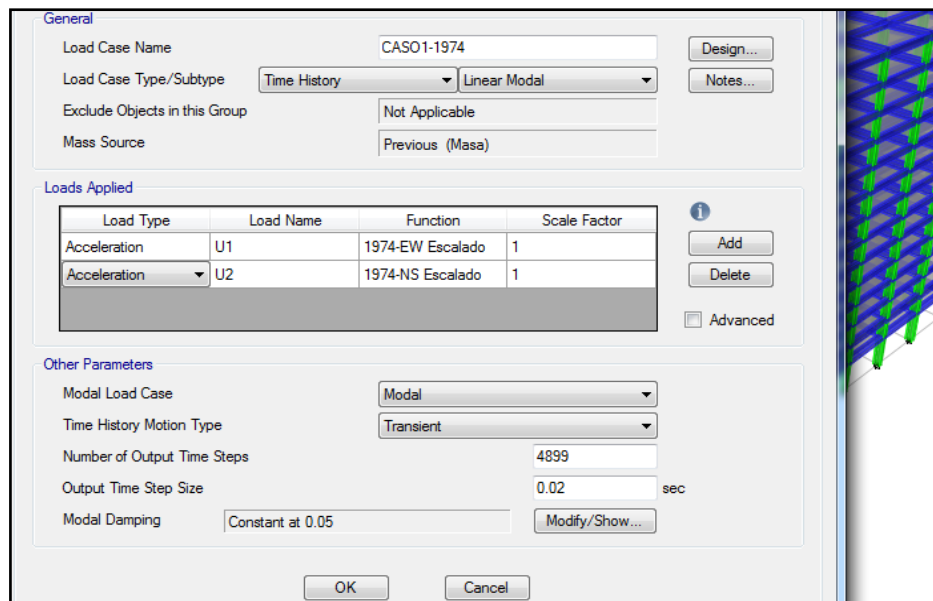 General
Load Case Name CASO1-1974 Design...
Load Case Type/Subtype Time History Linear Modal Notes...
Exclude Objects in this Group Not Applicable
Mass Source Previous (Masa)
Loads Applied
Load Type Load Name Function Scale Factor
Acceleration U1 1974-EW Escalado 1 Add
Acceleration U2 1974-NS Escalado 1 Delete
Advanced
Other Parameters
Modal Load Case Modal
Time History Motion Type Transient
Number of Output Time Steps 4899
Output Time Step Size 0.02 sec
Modal Damping Constant at 0.05 Modify/Show...
OK Cancel